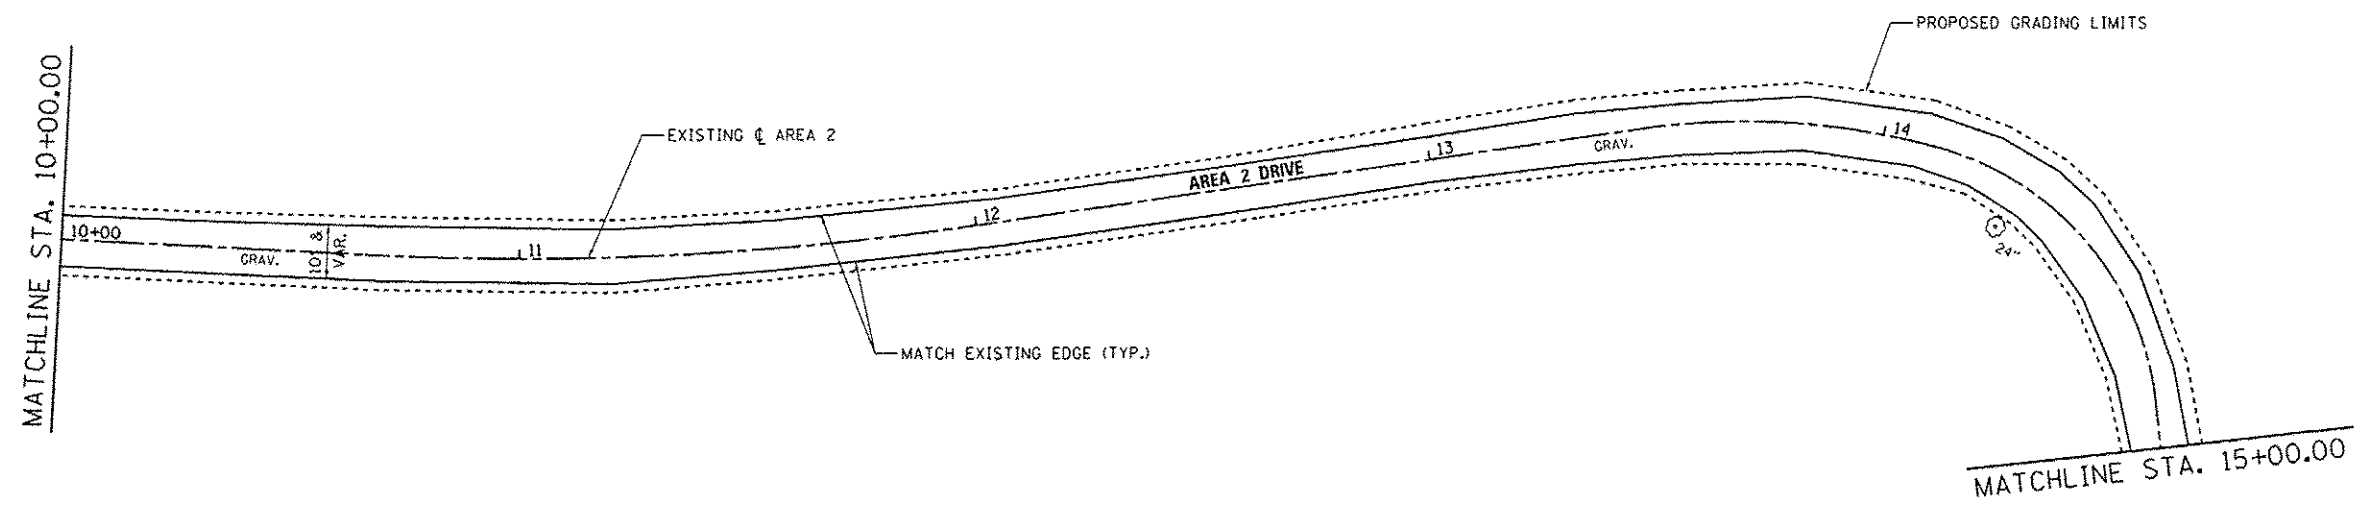 PROPOSED GRADING LIMITS
MATCHLINE STA. 10+00.00
EXISTING ℄ AREA 2
10+00
GRAV.
10' &
VAR.
11
12
AREA 2 DRIVE
13
GRAV.
14
24"
MATCH EXISTING EDGE (TYP.)
MATCHLINE STA. 15+00.00